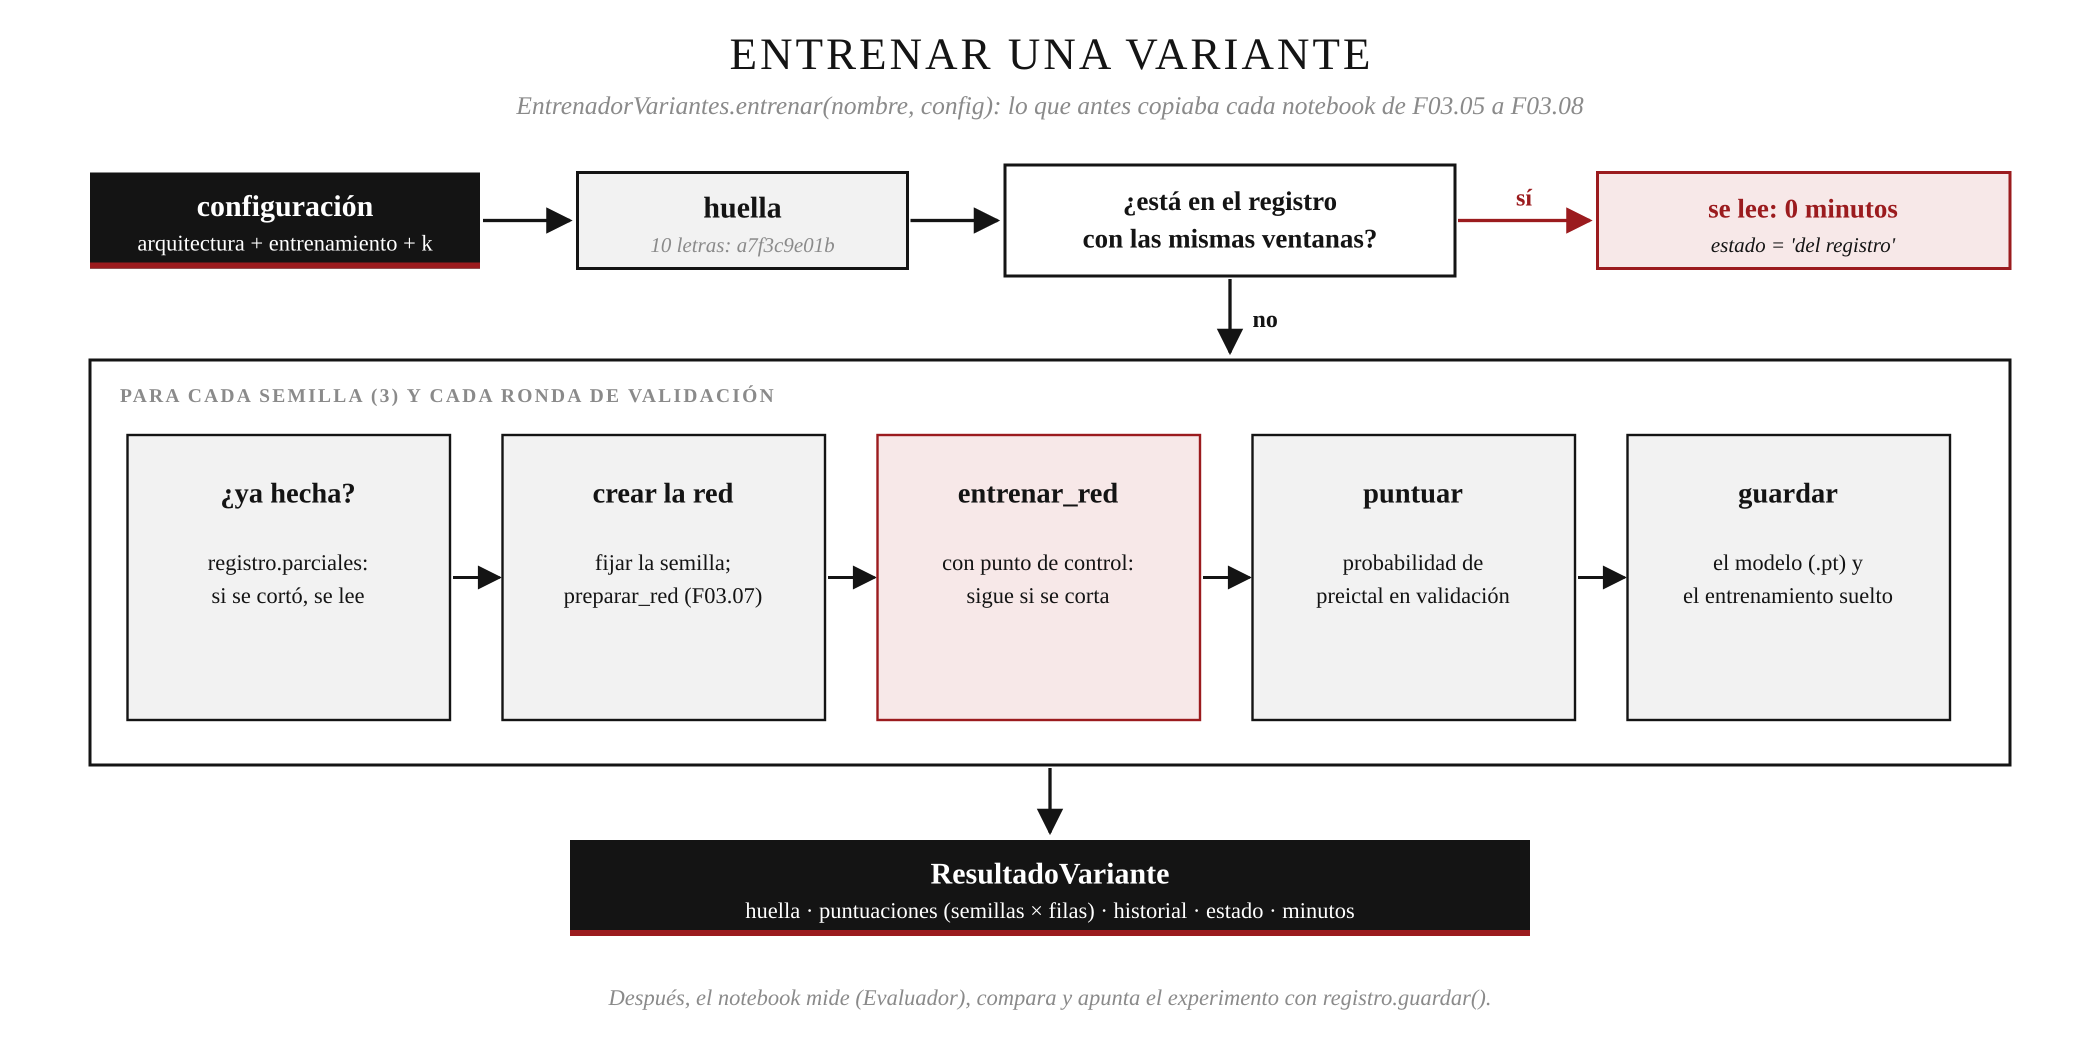 ENTRENAR UNA VARIANTE
EntrenadorVariantes.entrenar(nombre, config): lo que antes copiaba cada notebook de F03.05 a F03.08
configuración
arquitectura + entrenamiento + k
huella
10 letras: a7f3c9e01b
¿está en el registro
con las mismas ventanas?
sí
se lee: 0 minutos
estado = 'del registro'
no
PARA CADA SEMILLA (3) Y CADA RONDA DE VALIDACIÓN
¿ya hecha?
registro.parciales:
si se cortó, se lee
crear la red
fijar la semilla;
preparar_red (F03.07)
entrenar_red
con punto de control:
sigue si se corta
puntuar
probabilidad de
preictal en validación
guardar
el modelo (.pt) y
el entrenamiento suelto
ResultadoVariante
huella · puntuaciones (semillas × filas) · historial · estado · minutos
Después, el notebook mide (Evaluador), compara y apunta el experimento con registro.guardar().